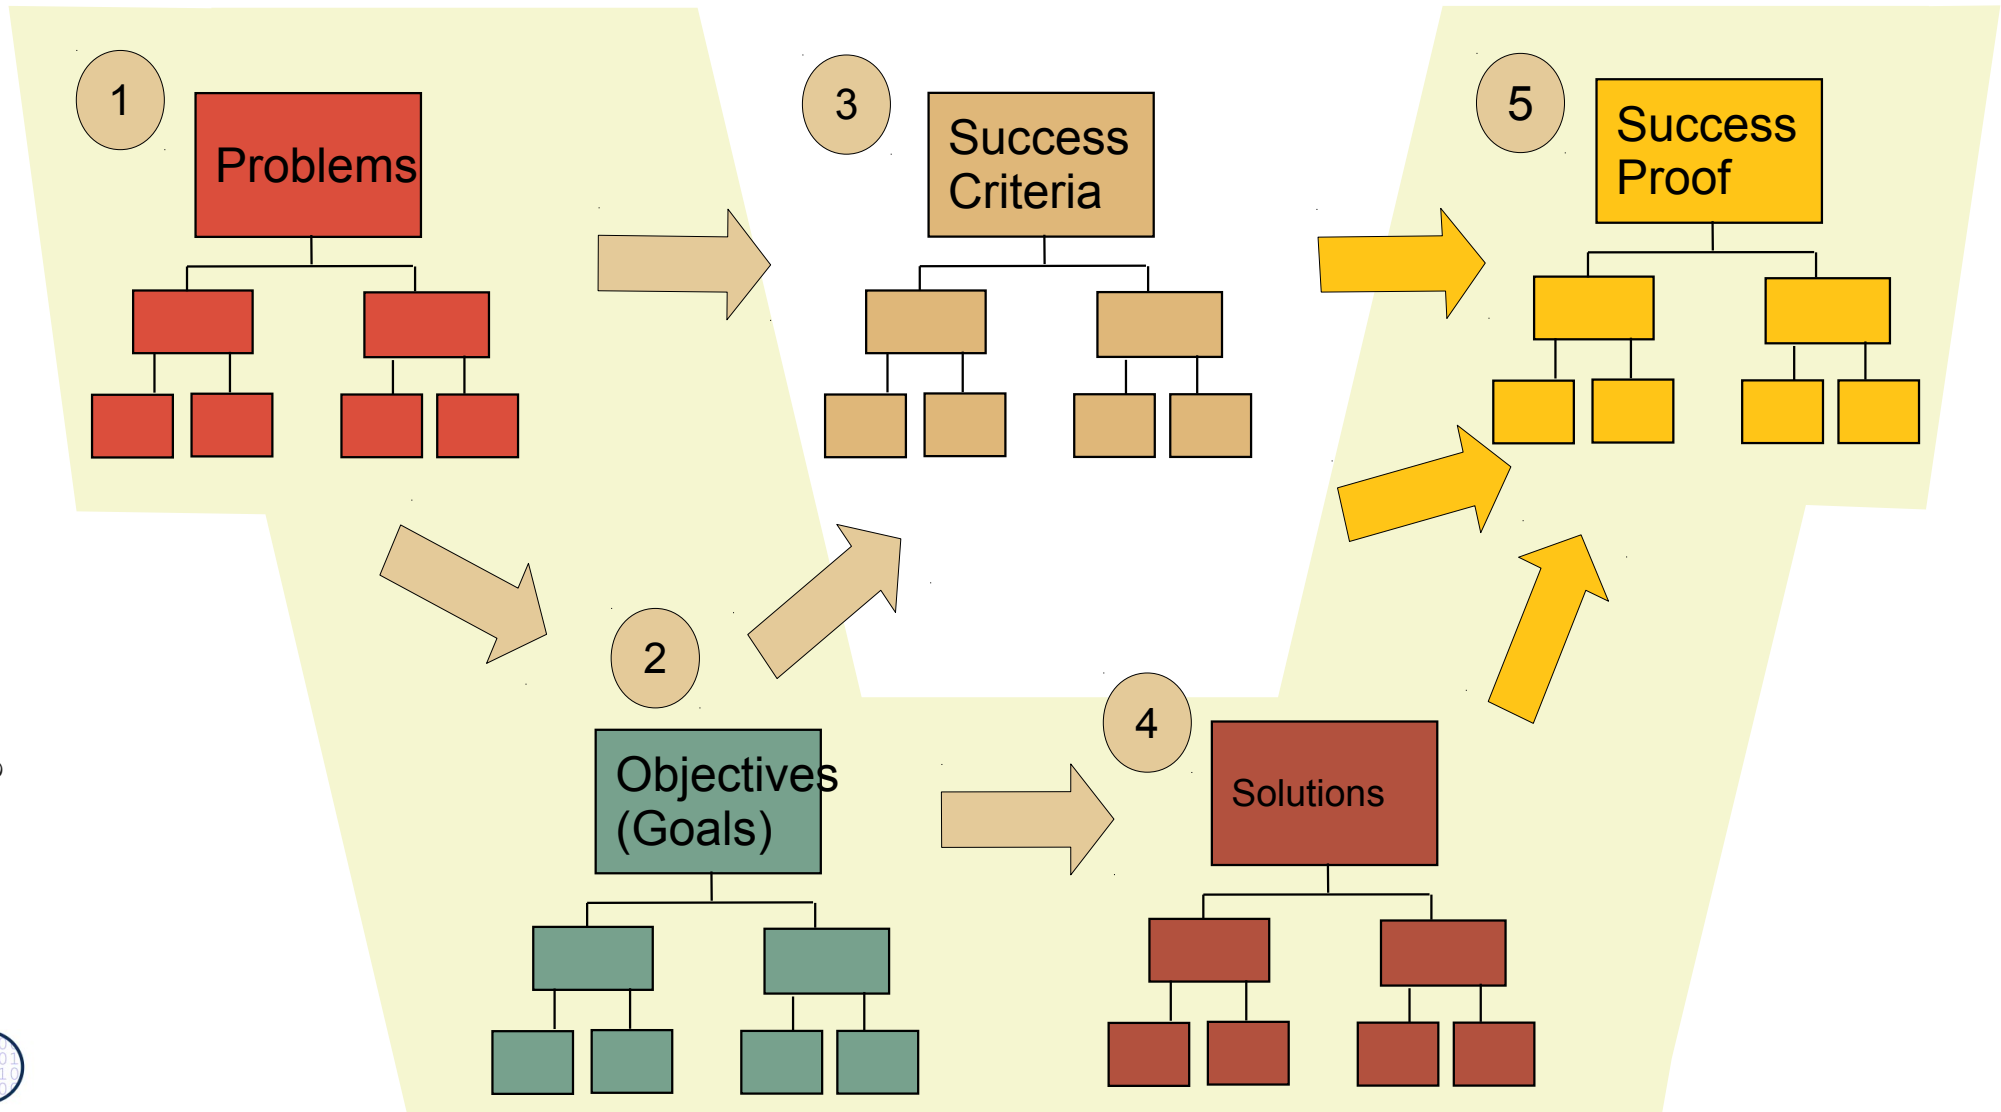 1
Problems
3
Success
Criteria
5
Success
Proof
2
Objectives
(Goals)
4
Solutions